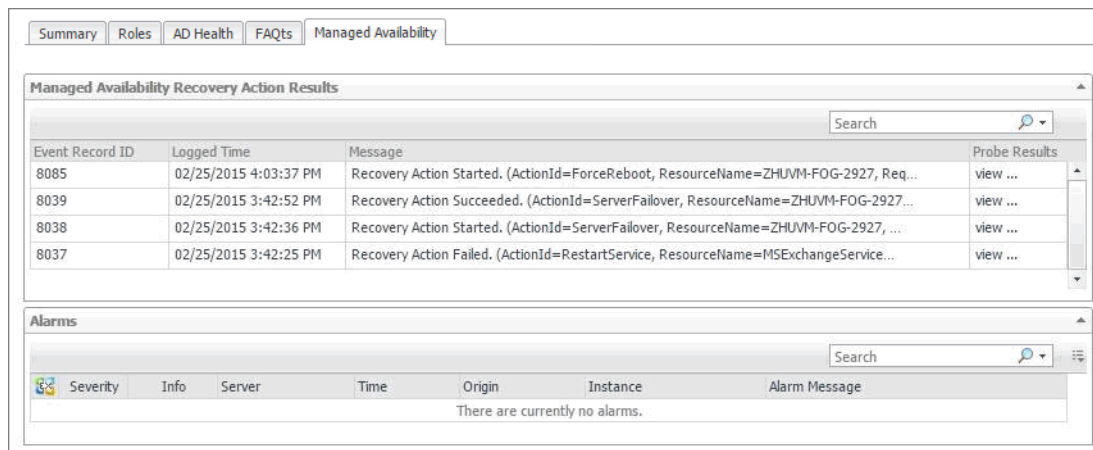 Summary Roles AD Health FAQts Managed Availability
Managed Availability Recovery Action Results
Search
Event Record ID Logged Time Message Probe Results
8085 02/25/2015 4:03:37 PM Recovery Action Started. (ActionId=ForceReboot, ResourceName=ZHUVM-FOG-2927, Req... view ...
8039 02/25/2015 3:42:52 PM Recovery Action Succeeded. (ActionId=ServerFailover, ResourceName=ZHUVM-FOG-2927... view ...
8038 02/25/2015 3:42:36 PM Recovery Action Started. (ActionId=ServerFailover, ResourceName=ZHUVM-FOG-2927, ... view ...
8037 02/25/2015 3:42:25 PM Recovery Action Failed. (ActionId=RestartService, ResourceName=MSExchangeService... view ...
Alarms
Search
Severity Info Server Time Origin Instance Alarm Message
There are currently no alarms.